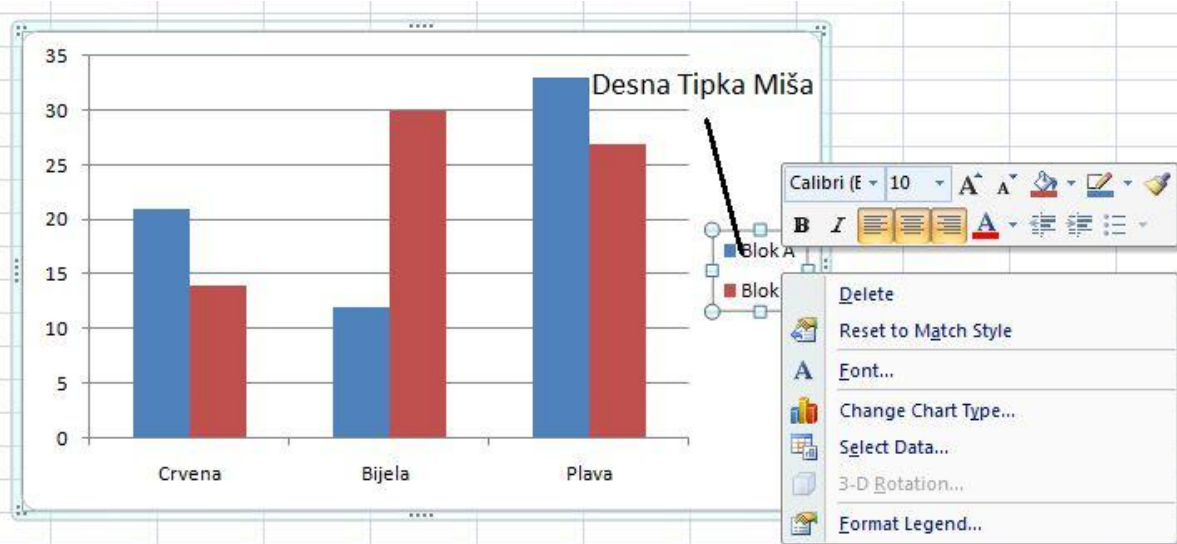 35
30
25
20
15
10
5
0
Crvena
Bijela
Plava
Desna Tipka Miša
Blok A
Blok
Calibri (E 10 A A
B I A
Delete
Reset to Match Style
A Font...
Change Chart Type...
Select Data...
3-D Rotation...
Format Legend...